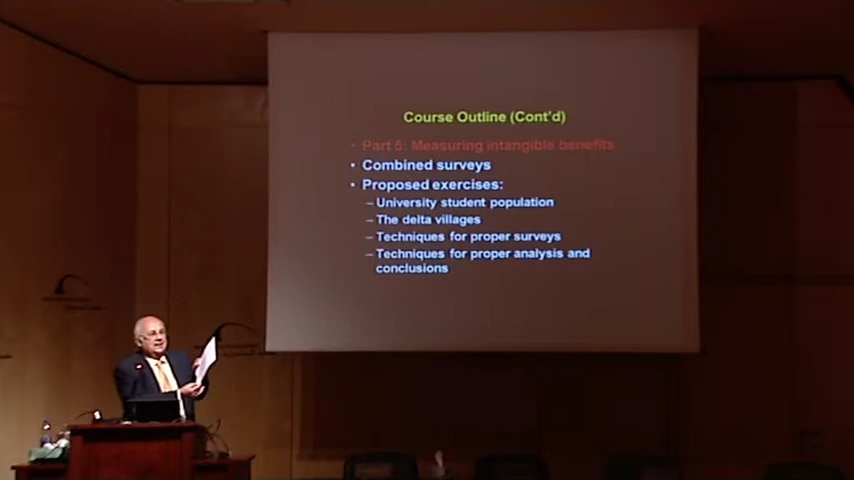 Course Outline (Cont'd)
• Part 5: Measuring intangible benefits
• Combined surveys
• Proposed exercises:
– University student population
– The delta villages
– Techniques for proper surveys
– Techniques for proper analysis and
conclusions